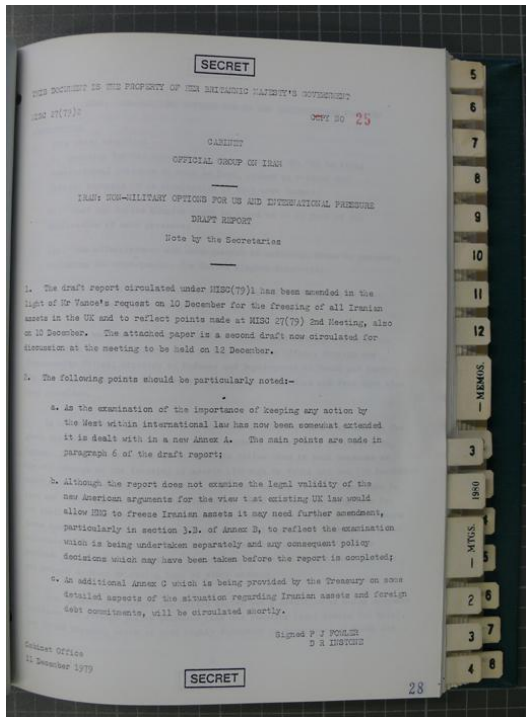 SECRET
THIS DOCUMENT IS THE PROPERTY OF HER BRITANNIC MAJESTY'S GOVERNMENT
MISC 27(79)2
COPY NO 25
CABINET
OFFICIAL GROUP ON IRAN
IRAN: NON-MILITARY OPTIONS FOR US AND INTERNATIONAL PRESSURE
DRAFT REPORT
Note by the Secretaries
1. The draft report circulated under MISC(79)1 has been amended in the
light of Mr Vance's request on 10 December for the freezing of all Iranian
assets in the UK and to reflect points made at MISC 27(79) 2nd Meeting, also
on 10 December. The attached paper is a second draft now circulated for
discussion at the meeting to be held on 12 December.
2. The following points should be particularly noted:-
a. As the examination of the importance of keeping any action by
the West within international law has now been somewhat extended
it is dealt with in a new Annex A. The main points are made in
paragraph 6 of the draft report;
b. Although the report does not examine the legal validity of the
new American arguments for the view that existing UK law would
allow HMG to freeze Iranian assets it may need further amendment,
particularly in section 3.B. of Annex B, to reflect the examination
which is being undertaken separately and any consequent policy
decisions which may have been taken before the report is completed;
c. An additional Annex C which is being provided by the Treasury on some
detailed aspects of the situation regarding Iranian assets and foreign
debt commitments, will be circulated shortly.
Signed P J FOWLER
D R INSTONE
Cabinet Office
11 December 1979
SECRET
28
5
6
7
8
9
10
11
12
— MEMOS.
3
1980
— MTGS.
5
2
6
3
7
4
8